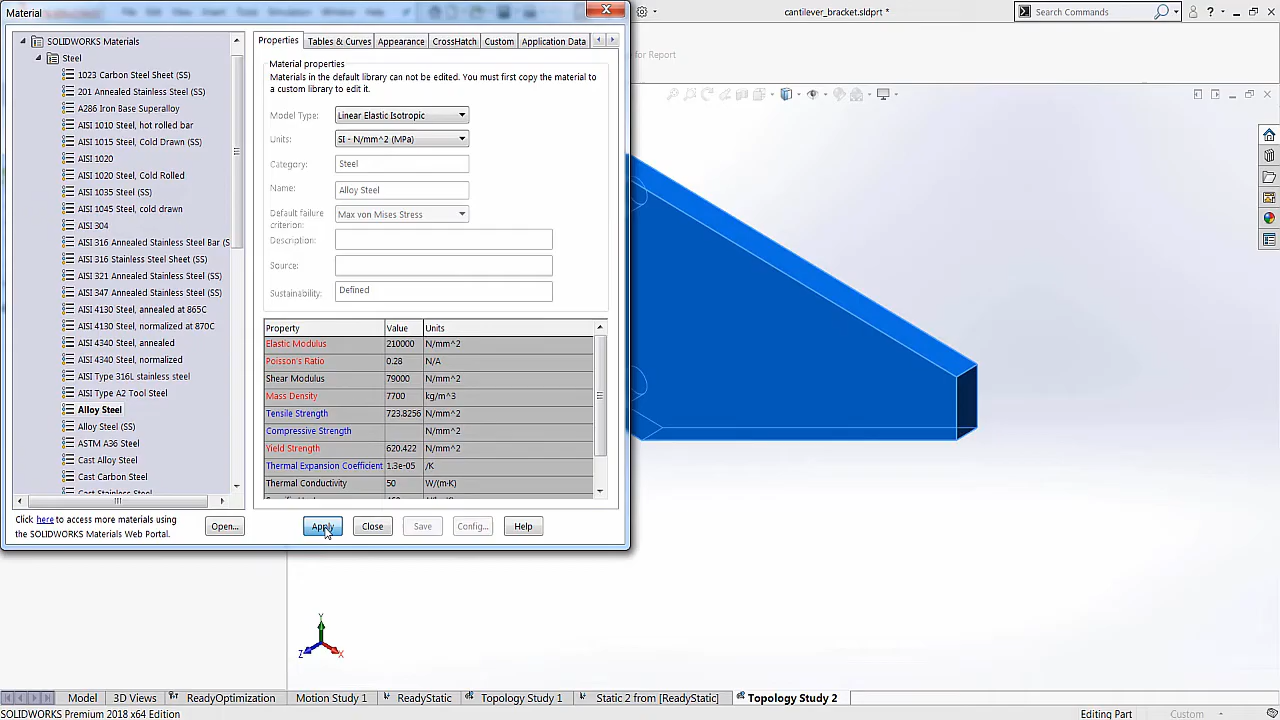 Material
File Edit View Insert Tools Simulation Window Help
cantilever_bracket.sldprt *
Search Commands
for Report
SOLIDWORKS Materials
Steel
1023 Carbon Steel Sheet (SS)
201 Annealed Stainless Steel (SS)
A286 Iron Base Superalloy
AISI 1010 Steel, hot rolled bar
AISI 1015 Steel, Cold Drawn (SS)
AISI 1020
AISI 1020 Steel, Cold Rolled
AISI 1035 Steel (SS)
AISI 1045 Steel, cold drawn
AISI 304
AISI 316 Annealed Stainless Steel Bar (S
AISI 316 Stainless Steel Sheet (SS)
AISI 321 Annealed Stainless Steel (SS)
AISI 347 Annealed Stainless Steel (SS)
AISI 4130 Steel, annealed at 865C
AISI 4130 Steel, normalized at 870C
AISI 4340 Steel, annealed
AISI 4340 Steel, normalized
AISI Type 316L stainless steel
AISI Type A2 Tool Steel
Alloy Steel
Alloy Steel (SS)
ASTM A36 Steel
Cast Alloy Steel
Cast Carbon Steel
Cast Stainless Steel
Click here to access more materials using
the SOLIDWORKS Materials Web Portal.
Open...
Properties Tables & Curves Appearance CrossHatch Custom Application Data
Material properties
Materials in the default library can not be edited. You must first copy the material to
a custom library to edit it.
Model Type: Linear Elastic Isotropic
Units: SI - N/mm^2 (MPa)
Category: Steel
Name: Alloy Steel
Default failure
criterion: Max von Mises Stress
Description:
Source:
Sustainability: Defined
Property Value Units
Elastic Modulus 210000 N/mm^2
Poisson's Ratio 0.28 N/A
Shear Modulus 79000 N/mm^2
Mass Density 7700 kg/m^3
Tensile Strength 723.8256 N/mm^2
Compressive Strength N/mm^2
Yield Strength 620.422 N/mm^2
Thermal Expansion Coefficient 1.3e-05 /K
Thermal Conductivity 50 W/(m·K)
Apply Close Save Config... Help
Y
Z X
Model 3D Views ReadyOptimization Motion Study 1 ReadyStatic Topology Study 1 Static 2 from [ReadyStatic] Topology Study 2
SOLIDWORKS Premium 2018 x64 Edition
Editing Part
Custom